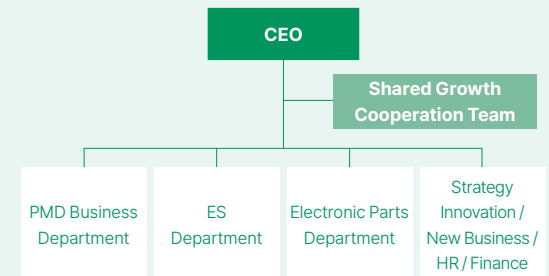 CEO
Shared Growth
Cooperation Team
PMD Business
Department
ES
Department
Electronic Parts
Department
Strategy
Innovation /
New Business /
HR / Finance